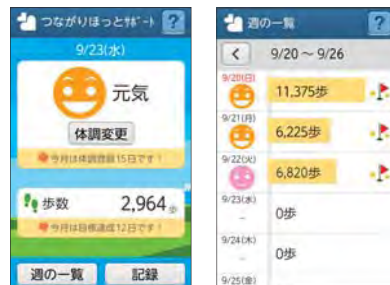 つながりほっとｻﾎﾟｰﾄ ?
9/23(水)
元気
体調変更
今月は体調登録15日です!
歩数 2,964歩
今月は目標達成12日です!
週の一覧 記録
週の一覧 ?
< 9/20～9/26
9/20(日)
11,375歩
9/21(月)
6,225歩
9/22(火)
6,820歩
9/23(水)
－ 0歩
9/24(木)
－ 0歩
9/25(金)